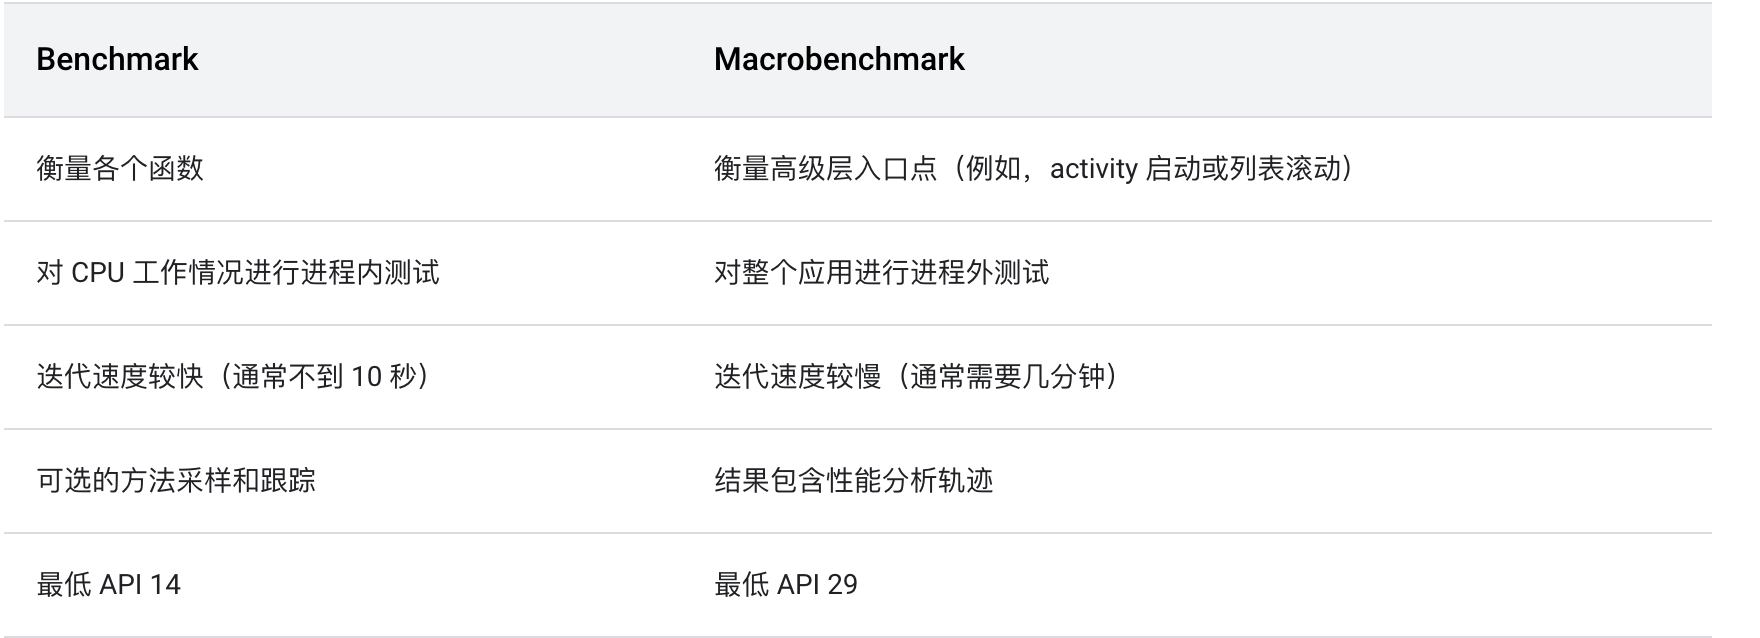 Benchmark
Macrobenchmark
衡量各个函数
衡量高级层入口点（例如，activity 启动或列表滚动）
对 CPU 工作情况进行进程内测试
对整个应用进行进程外测试
迭代速度较快（通常不到 10 秒）
迭代速度较慢（通常需要几分钟）
可选的方法采样和跟踪
结果包含性能分析轨迹
最低 API 14
最低 API 29